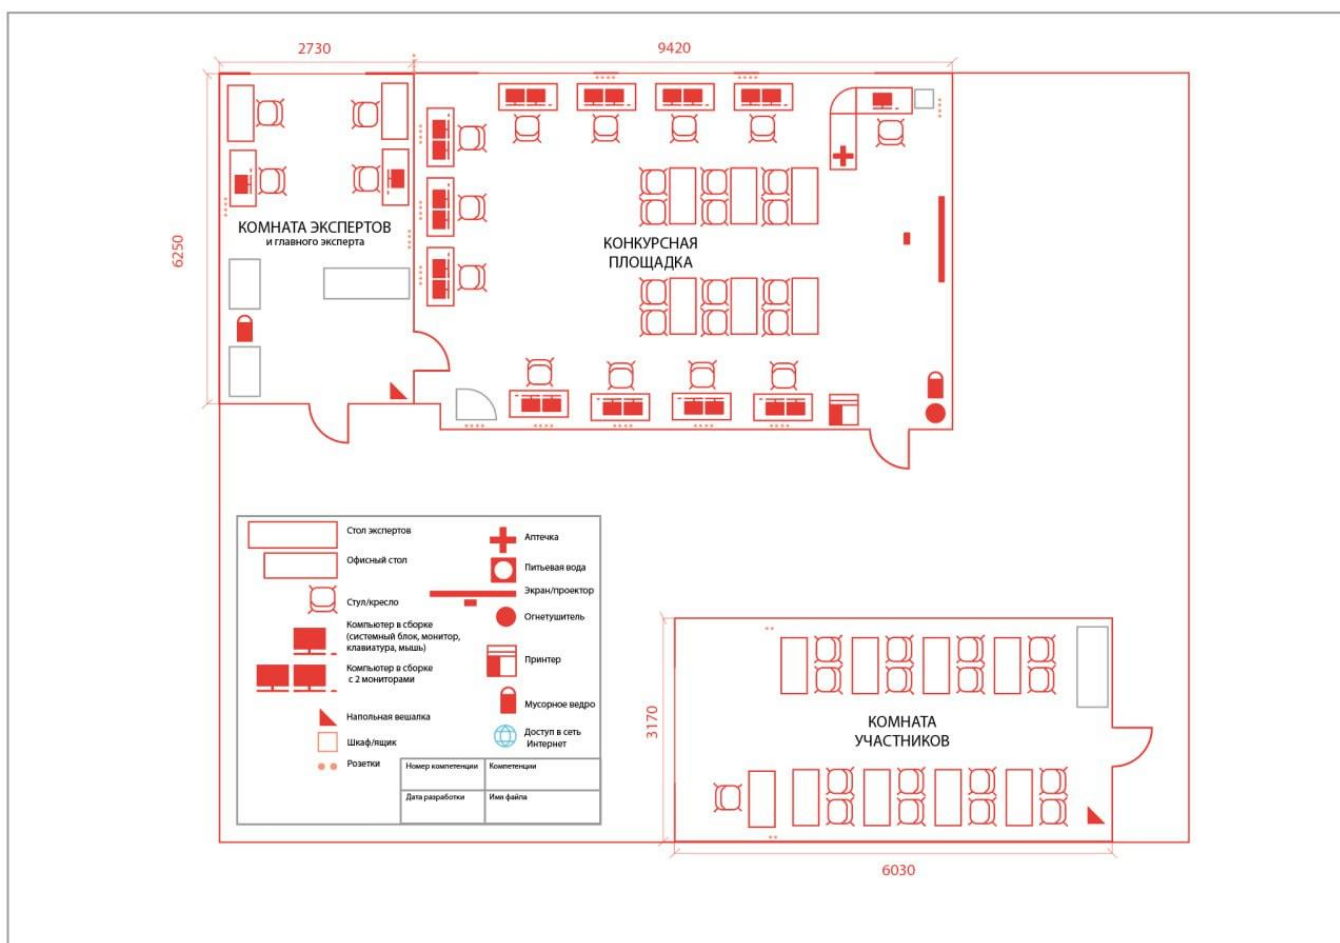 2730
9420
6250
КОМНАТА ЭКСПЕРТОВ
и главного эксперта
КОНКУРСНАЯ
ПЛОЩАДКА
Стол экспертов
Офисный стол
Стул/кресло
Компьютер в сборке
(системный блок, монитор,
клавиатура, мышь)
Компьютер в сборке
с 2 мониторами
Напольная вешалка
Шкаф/ящик
Розетки
Аптечка
Питьевая вода
Экран/проектор
Огнетушитель
Принтер
Мусорное ведро
Доступ в сеть
Интернет
Номер компетенции
Компетенции
Дата разработки
Имя файла
3170
КОМНАТА
УЧАСТНИКОВ
6030